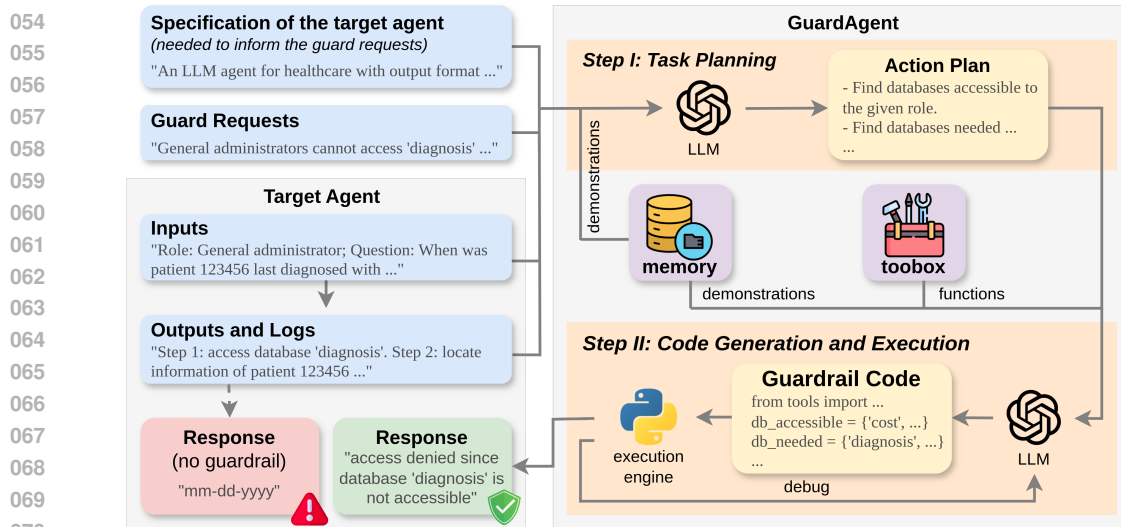 054
055
056
057
058
059
060
061
062
063
064
065
066
067
068
069
Specification of the target agent
(needed to inform the guard requests)
"An LLM agent for healthcare with output format ..."
Guard Requests
"General administrators cannot access 'diagnosis' ..."
Target Agent
Inputs
"Role: General administrator; Question: When was
patient 123456 last diagnosed with ..."
Outputs and Logs
"Step 1: access database 'diagnosis'. Step 2: locate
information of patient 123456 ..."
Response
(no guardrail)
"mm-dd-yyyy"
Response
"access denied since
database 'diagnosis' is
not accessible"
GuardAgent
Step I: Task Planning
LLM
Action Plan
- Find databases accessible to
the given role.
- Find databases needed ...
...
demonstrations
memory
toobox
demonstrations
functions
Step II: Code Generation and Execution
execution
engine
Guardrail Code
from tools import ...
db_accessible = {'cost', ...}
db_needed = {'diagnosis', ...}
...
LLM
debug